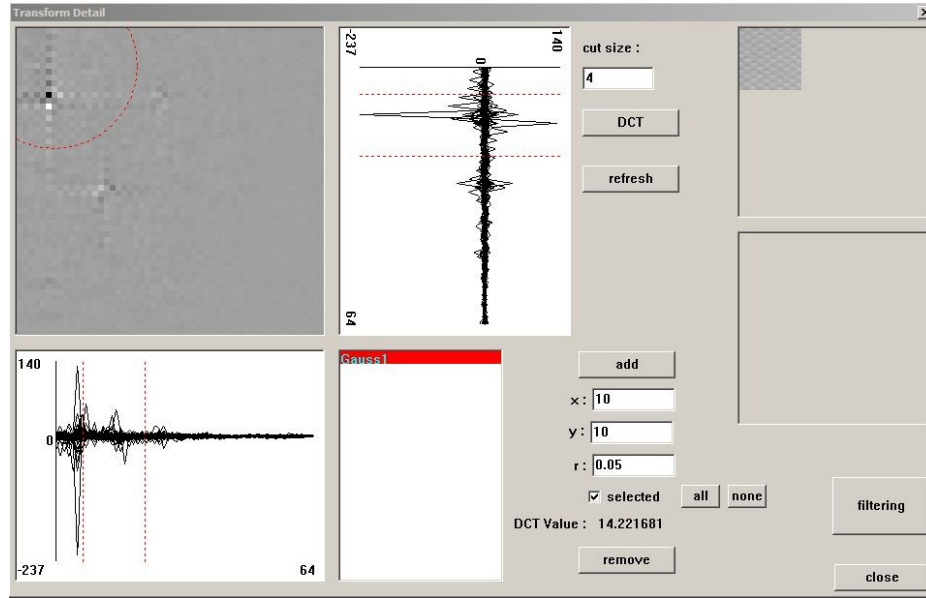 Transform Detail
-237
0
140
64
cut size :
4
DCT
refresh
140
0
-237
64
Gauss1
add
x : 10
y : 10
r : 0.05
selected
all
none
DCT Value : 14.221681
remove
filtering
close